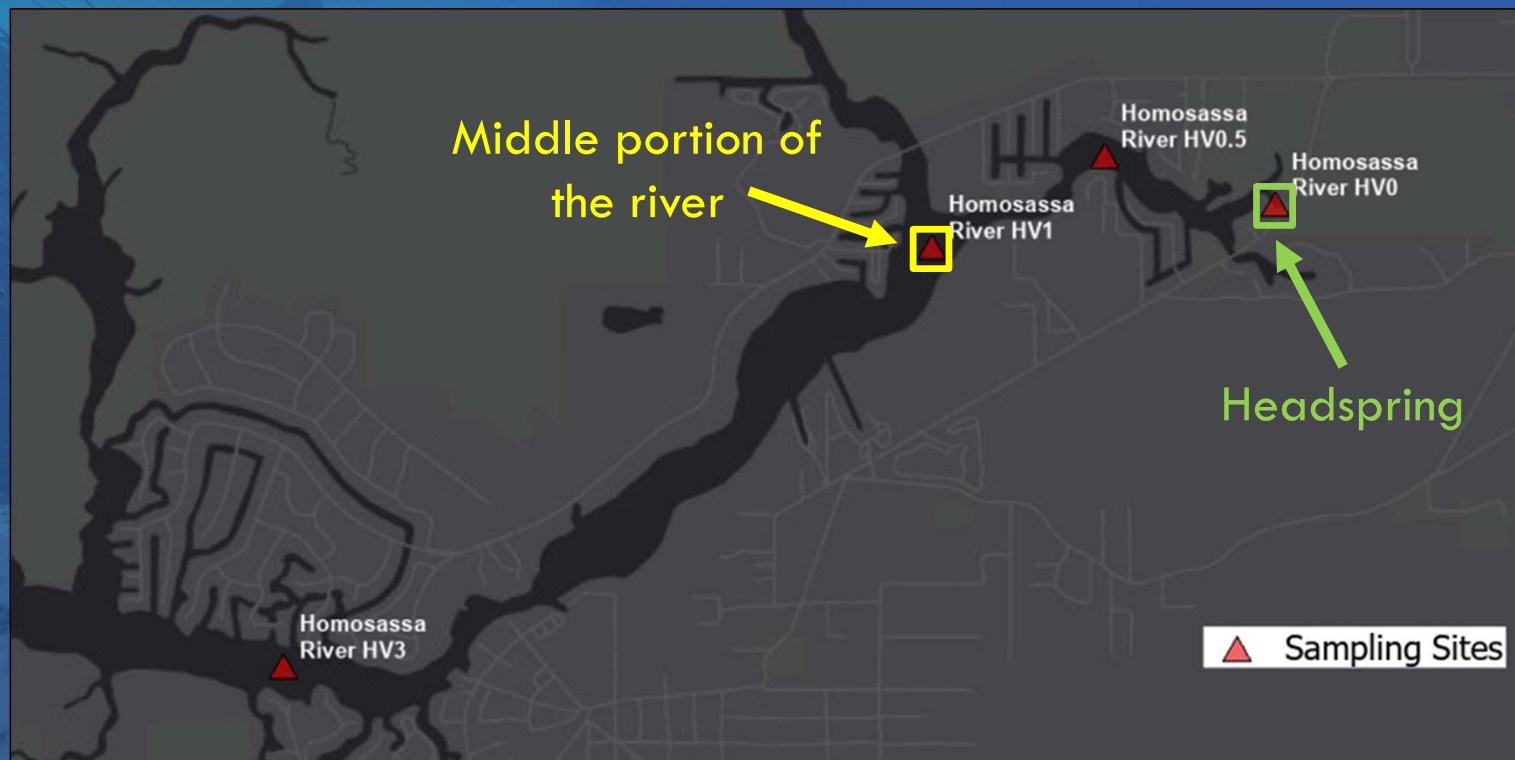 Middle portion of
the river
Homosassa
River HV0.5
Homosassa
River HV0
Homosassa
River HV1
Headspring
Homosassa
River HV3
Sampling Sites